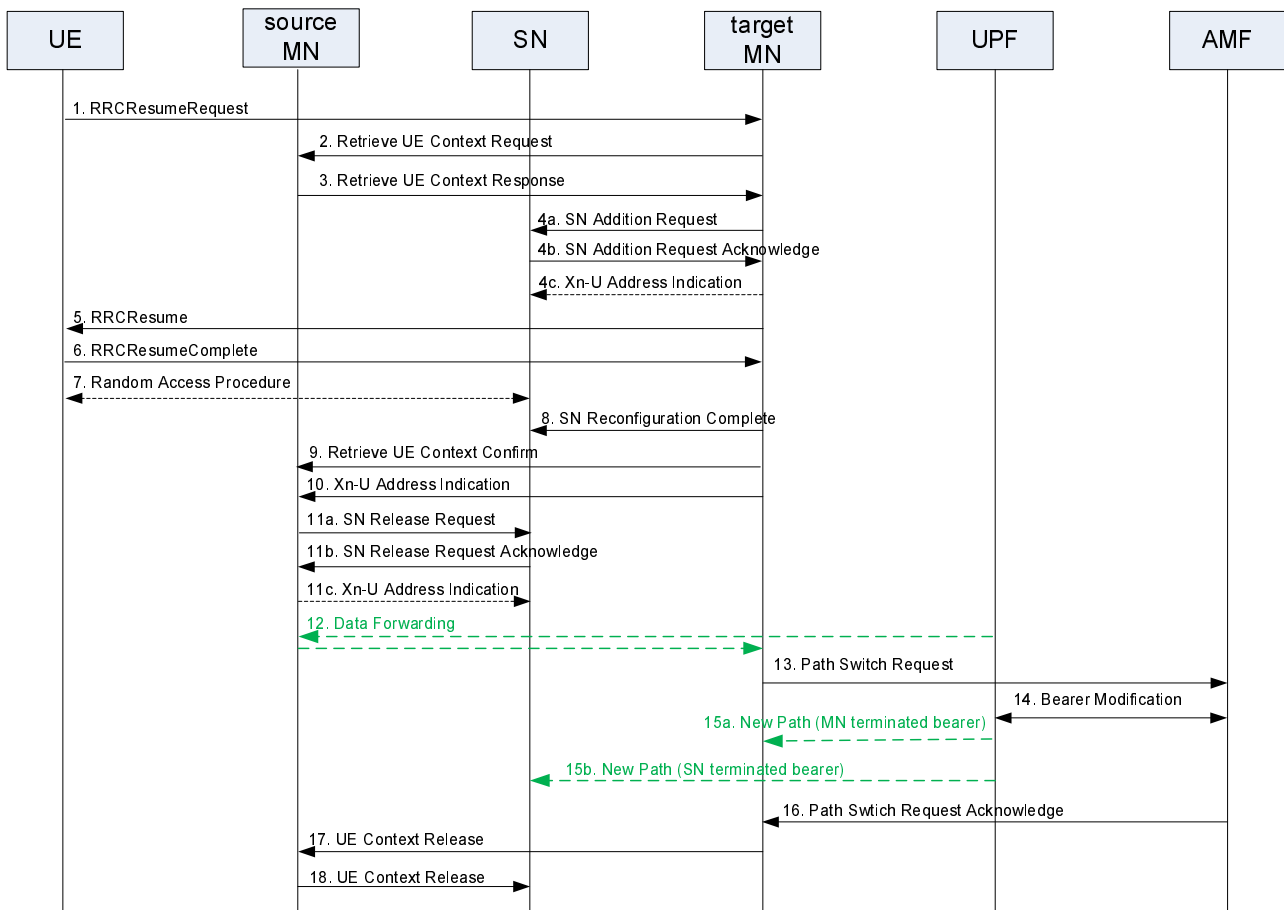 UE
source
MN
SN
target
MN
UPF
AMF
1. RRCResumeRequest
2. Retrieve UE Context Request
3. Retrieve UE Context Response
4a. SN Addition Request
4b. SN Addition Request Acknowledge
4c. Xn-U Address Indication
5. RRCResume
6. RRCResumeComplete
7. Random Access Procedure
8. SN Reconfiguration Complete
9. Retrieve UE Context Confirm
10. Xn-U Address Indication
11a. SN Release Request
11b. SN Release Request Acknowledge
11c. Xn-U Address Indication
12. Data Forwarding
13. Path Switch Request
14. Bearer Modification
15a. New Path (MN terminated bearer)
15b. New Path (SN terminated bearer)
16. Path Swtich Request Acknowledge
17. UE Context Release
18. UE Context Release